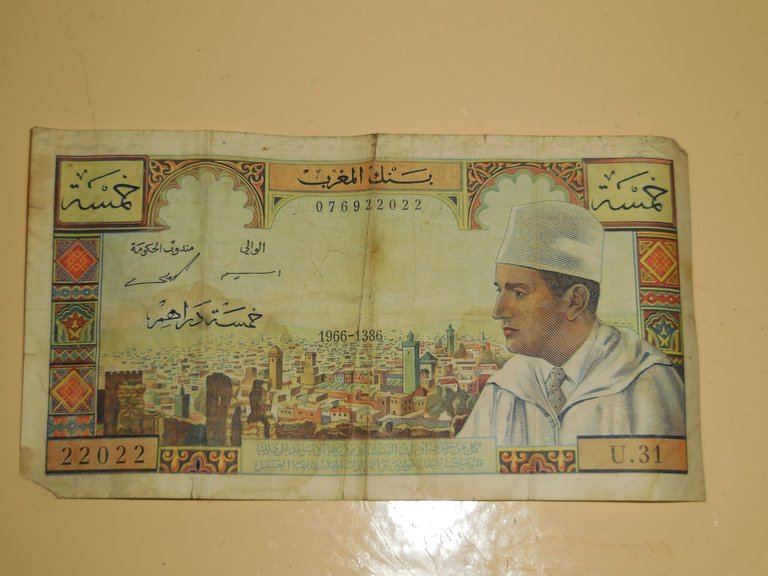 بنك المغرب
خمسة
خمسة
076922022
الوالي
مندوب الحكومة
خمسة دراهم
1966-1386
22022
U.31